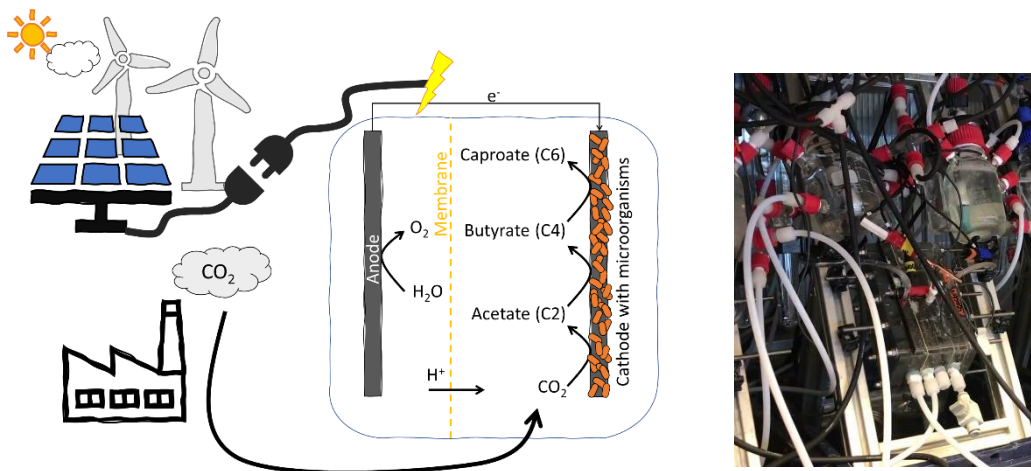 e-
Caproate (C6)
Membrane
Cathode with microorganisms
Anode
O2
Butyrate (C4)
CO2
H2O
Acetate (C2)
H+
CO2